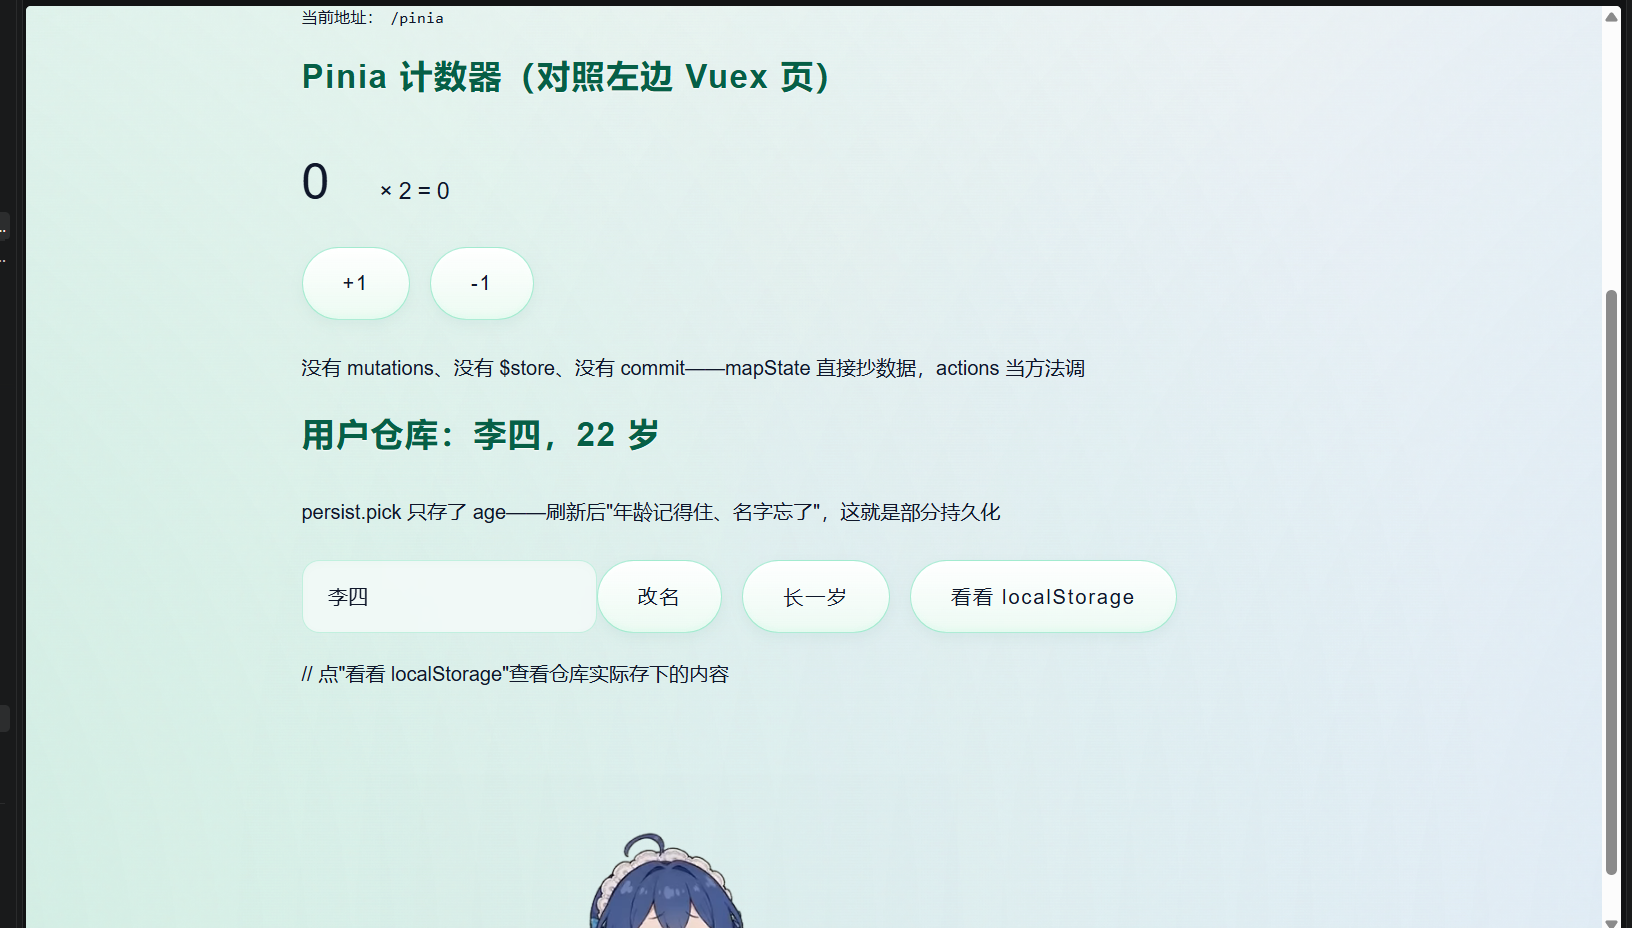 当前地址： /pinia
Pinia 计数器（对照左边 Vuex 页）
0 × 2 = 0
+1 -1
没有 mutations、没有 $store、没有 commit——mapState 直接抄数据，actions 当方法调
用户仓库：李四，22 岁
persist.pick 只存了 age——刷新后"年龄记得住、名字忘了"，这就是部分持久化
李四 改名 长一岁 看看 localStorage
// 点"看看 localStorage"查看仓库实际存下的内容